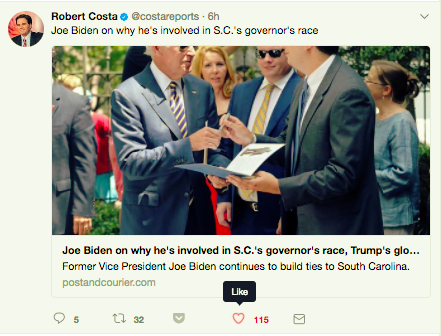 Robert Costa @costareports · 6h
Joe Biden on why he's involved in S.C.'s governor's race
Joe Biden on why he's involved in S.C.'s governor's race, Trump's glo...
Former Vice President Joe Biden continues to build ties to South Carolina.
postandcourier.com
Like
5 32 115